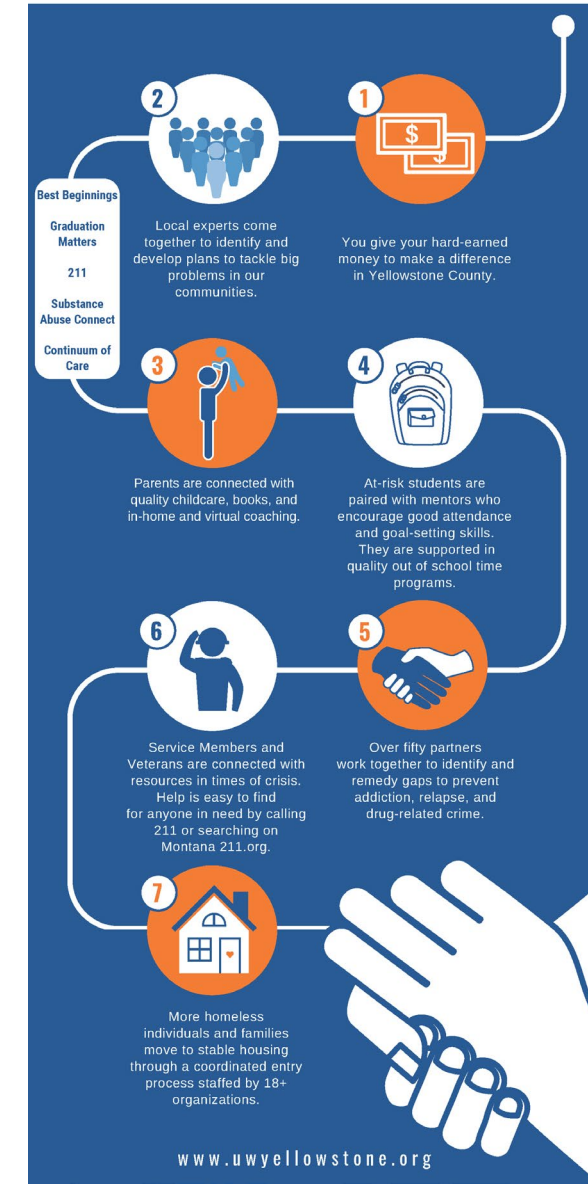 1
$
$
You give your hard-earned
money to make a difference
in Yellowstone County.
2
Local experts come
together to identify and
develop plans to tackle big
problems in our
communities.
Best Beginnings
Graduation
Matters
211
Substance
Abuse Connect
Continuum of
Care
3
Parents are connected with
quality childcare, books, and
in-home and virtual coaching.
4
At-risk students are
paired with mentors who
encourage good attendance
and goal-setting skills.
They are supported in
quality out of school time
programs.
5
Over fifty partners
work together to identify and
remedy gaps to prevent
addiction, relapse, and
drug-related crime.
6
Service Members and
Veterans are connected with
resources in times of crisis.
Help is easy to find
for anyone in need by calling
211 or searching on
Montana 211.org.
7
More homeless
individuals and families
move to stable housing
through a coordinated entry
process staffed by 18+
organizations.
www.uwyellowstone.org